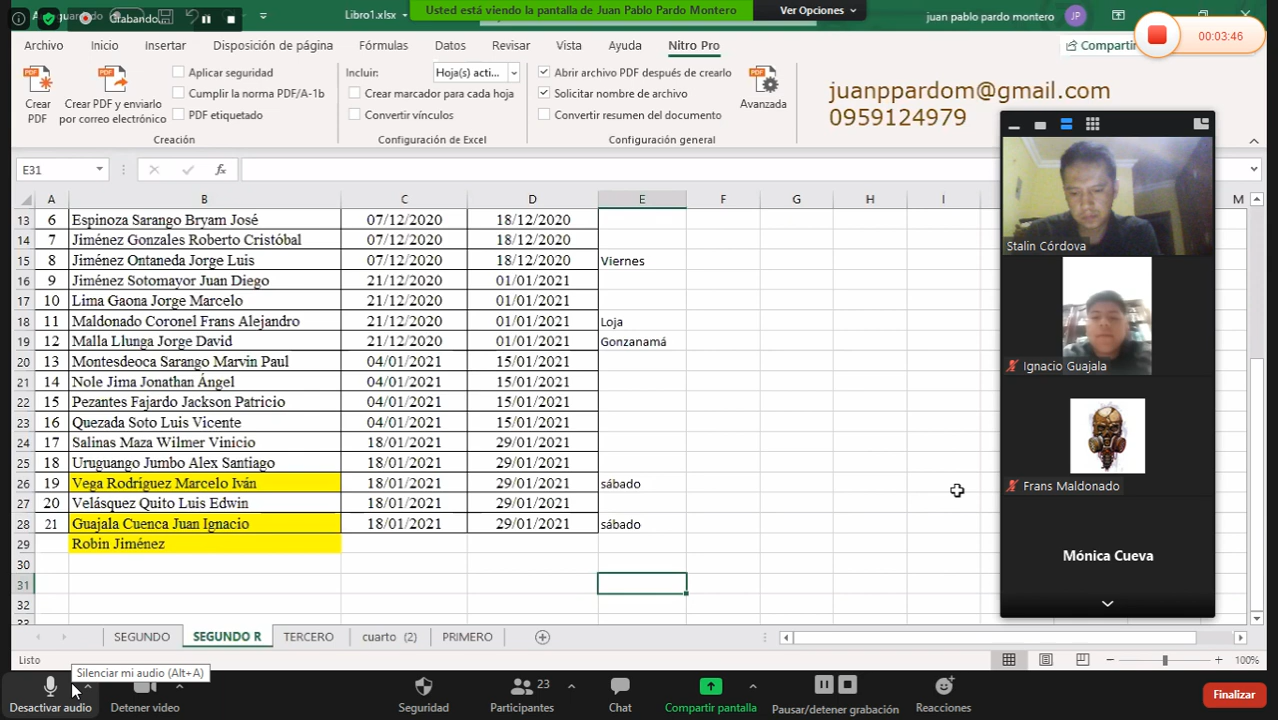 Grabando...
Libro1.xlsx
Usted está viendo la pantalla de Juan Pablo Pardo Montero
Ver Opciones
juan pablo pardo montero
JP
00:03:46
Archivo Inicio Insertar Disposición de página Fórmulas Datos Revisar Vista Ayuda Nitro Pro
Compartir
PDF
Crear
PDF
PDF
Crear PDF y enviarlo
por correo electrónico
Aplicar seguridad
Cumplir la norma PDF/A-1b
PDF etiquetado
Creación
Incluir: Hoja(s) acti...
Crear marcador para cada hoja
Convertir vínculos
Configuración de Excel
Abrir archivo PDF después de crearlo
Solicitar nombre de archivo
Convertir resumen del documento
Configuración general
PDF
Avanzada
juanppardom@gmail.com
0959124979
E31
fx
A B C D E F G H I M
13 6 Espinoza Sarango Bryam José 07/12/2020 18/12/2020
14 7 Jiménez Gonzales Roberto Cristóbal 07/12/2020 18/12/2020
15 8 Jiménez Ontaneda Jorge Luis 07/12/2020 18/12/2020 Viernes
16 9 Jiménez Sotomayor Juan Diego 21/12/2020 01/01/2021
17 10 Lima Gaona Jorge Marcelo 21/12/2020 01/01/2021
18 11 Maldonado Coronel Frans Alejandro 21/12/2020 01/01/2021 Loja
19 12 Malla Llunga Jorge David 21/12/2020 01/01/2021 Gonzanamá
20 13 Montesdeoca Sarango Marvin Paul 04/01/2021 15/01/2021
21 14 Nole Jima Jonathan Ángel 04/01/2021 15/01/2021
22 15 Pezantes Fajardo Jackson Patricio 04/01/2021 15/01/2021
23 16 Quezada Soto Luis Vicente 04/01/2021 15/01/2021
24 17 Salinas Maza Wilmer Vinicio 18/01/2021 29/01/2021
25 18 Uruguango Jumbo Alex Santiago 18/01/2021 29/01/2021
26 19 Vega Rodríguez Marcelo Iván 18/01/2021 29/01/2021 sábado
27 20 Velásquez Quito Luis Edwin 18/01/2021 29/01/2021
28 21 Guajala Cuenca Juan Ignacio 18/01/2021 29/01/2021 sábado
29 Robin Jiménez
30
31
32
33
Stalin Córdova
Ignacio Guajala
Frans Maldonado
Mónica Cueva
SEGUNDO SEGUNDO R TERCERO cuarto (2) PRIMERO
Listo
100%
Silenciar mi audio (Alt+A)
Desactivar audio
Detener video
Seguridad
23
Participantes
Chat
Compartir pantalla
Pausar/detener grabación
Reacciones
Finalizar